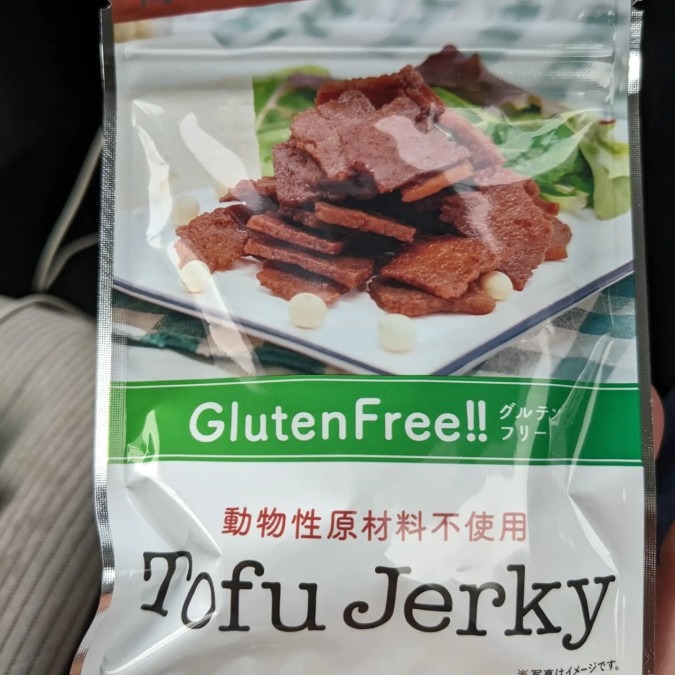 GlutenFree!! グルテン
フリー
動物性原材料不使用
Tofu Jerky
※写真はイメージです。